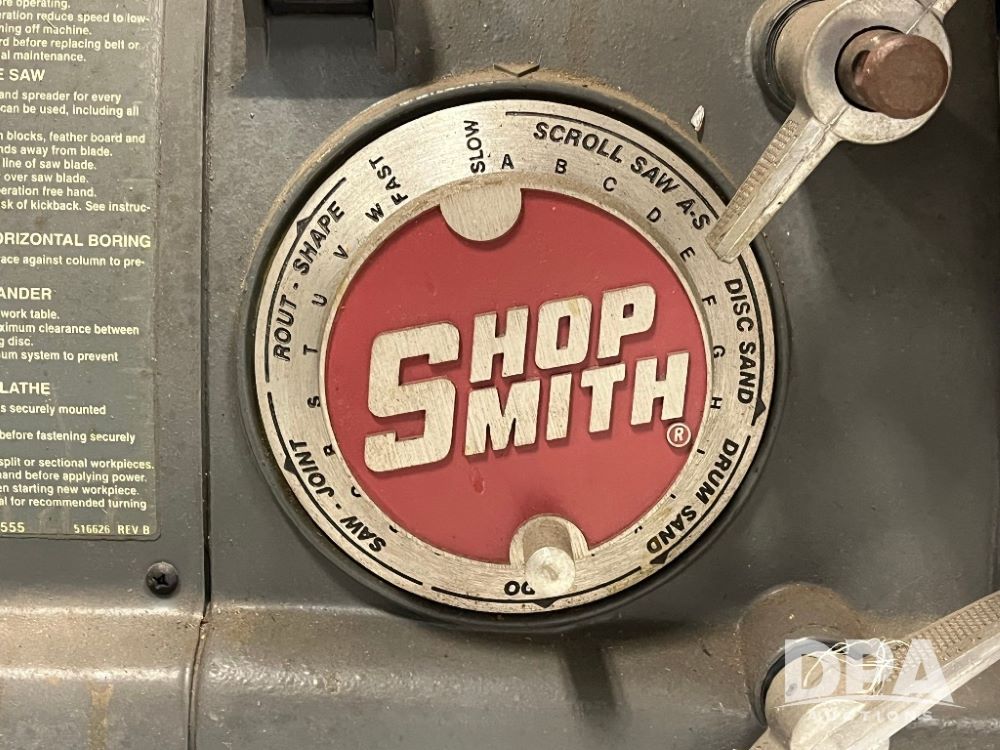 re operating.
eration reduce speed to low-
ning off machine.
rd before replacing belt or
al maintenance.
E SAW
and spreader for every
can be used, including all
h blocks, feather board and
nds away from blade.
line of saw blade.
over saw blade.
eration free hand.
sk of kickback. See instruc-
ORIZONTAL BORING
ace against column to pre-
ANDER
work table.
ximum clearance between
g disc.
um system to prevent
LATHE
s securely mounted
before fastening securely
split or sectional workpieces.
hand before applying power.
en starting new workpiece.
al for recommended turning
555 516626 REV B
SLOW
FAST
SCROLL SAW A-S
DISC SAND
DRUM SAND
SAW - JOINT
ROUT - SHAPE
A B C D E F G H I
R S T U V W FAST
SHOP
SMITH
®
DPA
AUCTIONS